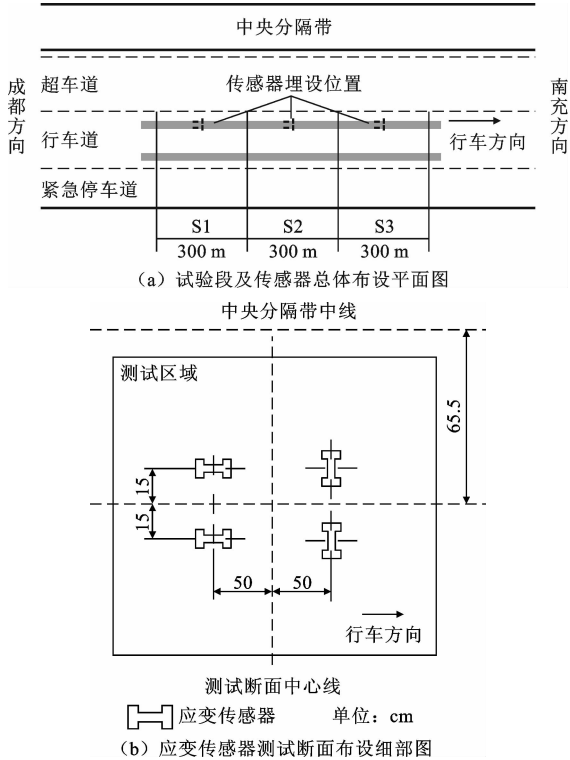 中央分隔带
成都方向
南充方向
超车道
传感器埋设位置
行车道
行车方向
紧急停车道
S1 S2 S3
300 m 300 m 300 m
（a）试验段及传感器总体布设平面图
中央分隔带中线
测试区域
65.5
15
15
50 50
行车方向
测试断面中心线
应变传感器 单位：cm
（b）应变传感器测试断面布设细部图